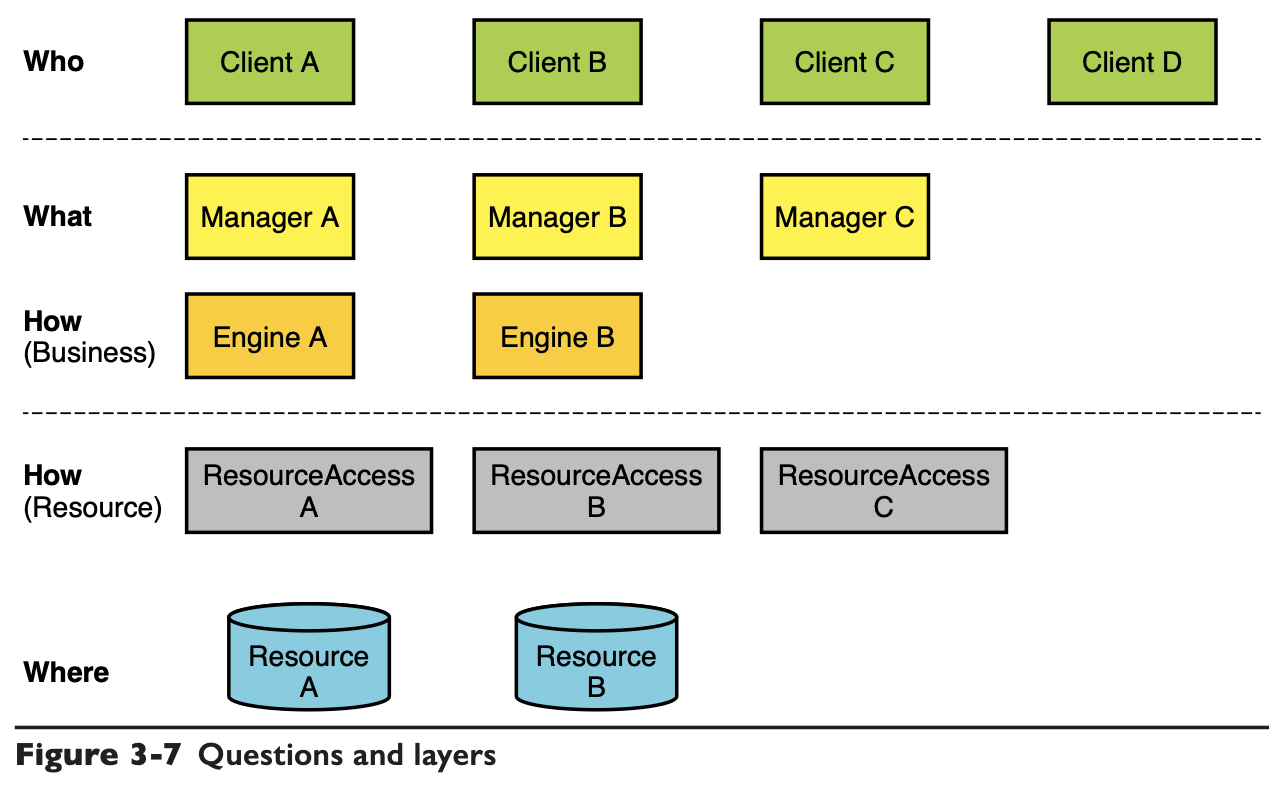 Who
Client A
Client B
Client C
Client D
What
Manager A
Manager B
Manager C
How
(Business)
Engine A
Engine B
How
(Resource)
ResourceAccess
A
ResourceAccess
B
ResourceAccess
C
Where
Resource
A
Resource
B
Figure 3-7 Questions and layers